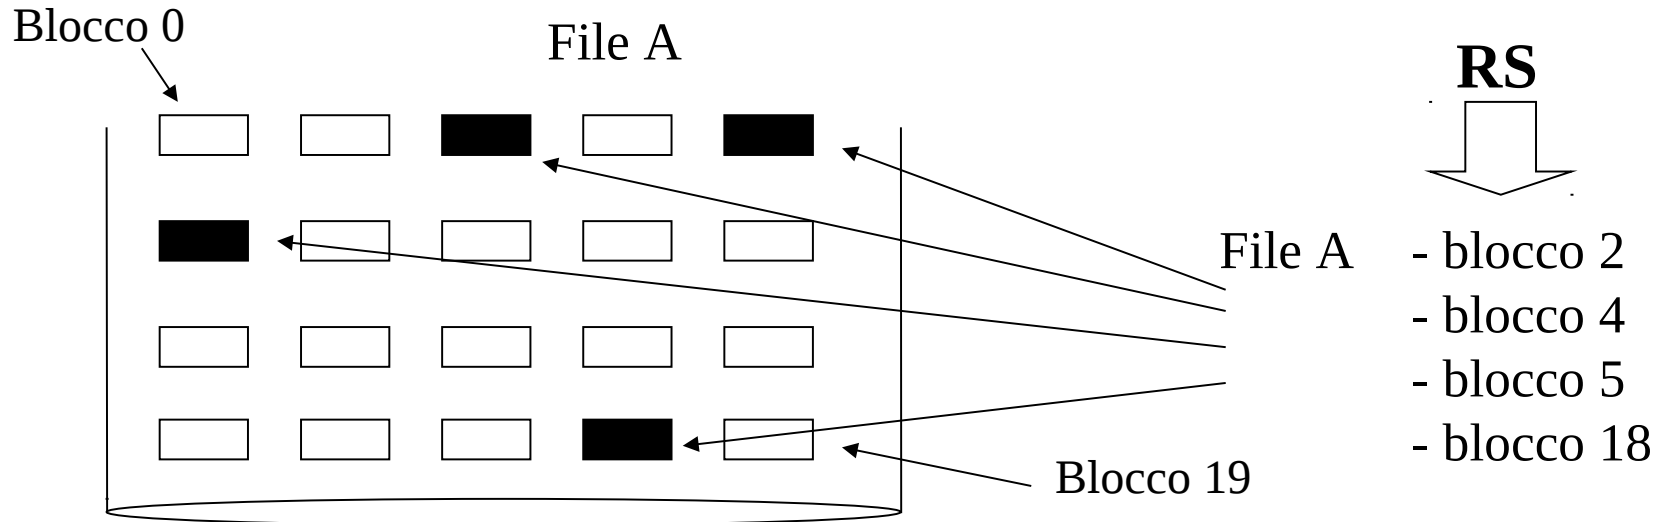 Blocco 0
File A
RS
File A - blocco 2
- blocco 4
- blocco 5
- blocco 18
Blocco 19